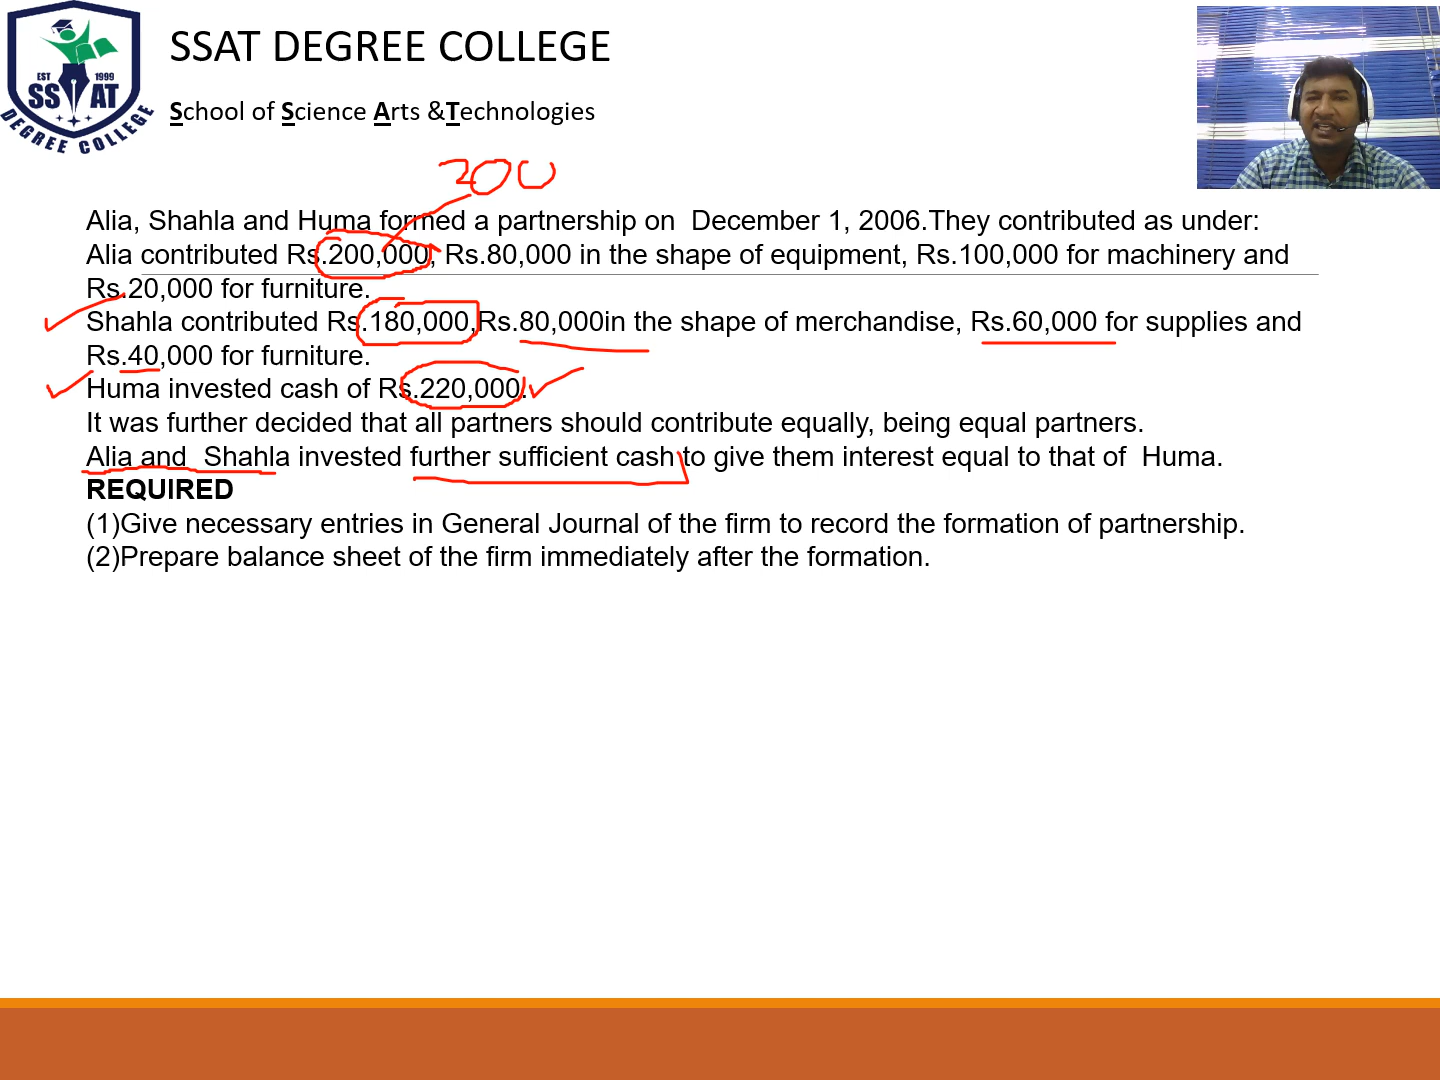 SSAT DEGREE COLLEGE
School of Science Arts &Technologies
EST 1999
SS AT
DEGREE COLLEGE
200
Alia, Shahla and Huma formed a partnership on December 1, 2006.They contributed as under:
Alia contributed Rs.200,000, Rs.80,000 in the shape of equipment, Rs.100,000 for machinery and
Rs.20,000 for furniture.
Shahla contributed Rs.180,000,Rs.80,000in the shape of merchandise, Rs.60,000 for supplies and
Rs.40,000 for furniture.
Huma invested cash of Rs.220,000.
It was further decided that all partners should contribute equally, being equal partners.
Alia and Shahla invested further sufficient cash to give them interest equal to that of Huma.
REQUIRED
(1)Give necessary entries in General Journal of the firm to record the formation of partnership.
(2)Prepare balance sheet of the firm immediately after the formation.